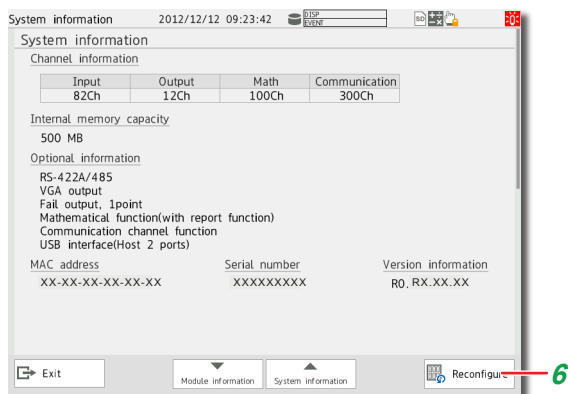 System information 2012/12/12 09:23:42 DISP EVENT SD
System information
Channel information
Input Output Math Communication
82Ch 12Ch 100Ch 300Ch
Internal memory capacity
500 MB
Optional information
RS-422A/485
VGA output
Fail output, 1point
Mathematical function(with report function)
Communication channel function
USB interface(Host 2 ports)
MAC address Serial number Version information
XX-XX-XX-XX-XX-XX XXXXXXXXX R0. RX.XX.XX
Exit Module information System information Reconfigure 6